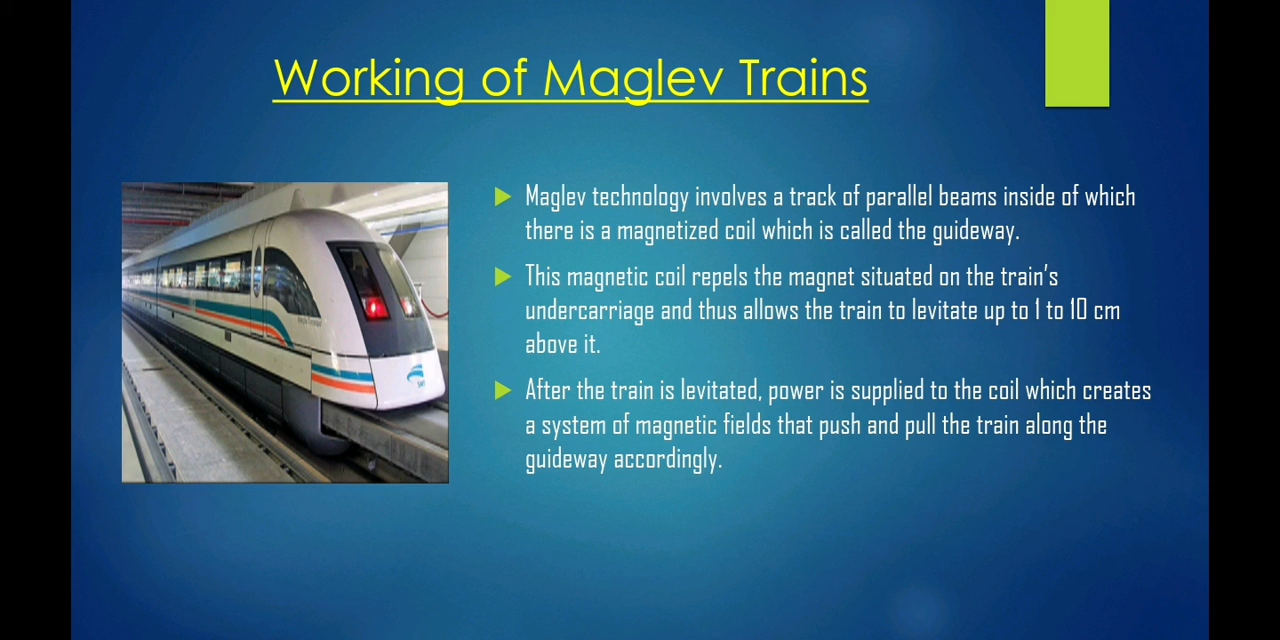 Working of Maglev Trains
Maglev technology involves a track of parallel beams inside of which
there is a magnetized coil which is called the guideway.
This magnetic coil repels the magnet situated on the train's
undercarriage and thus allows the train to levitate up to 1 to 10 cm
above it.
After the train is levitated, power is supplied to the coil which creates
a system of magnetic fields that push and pull the train along the
guideway accordingly.